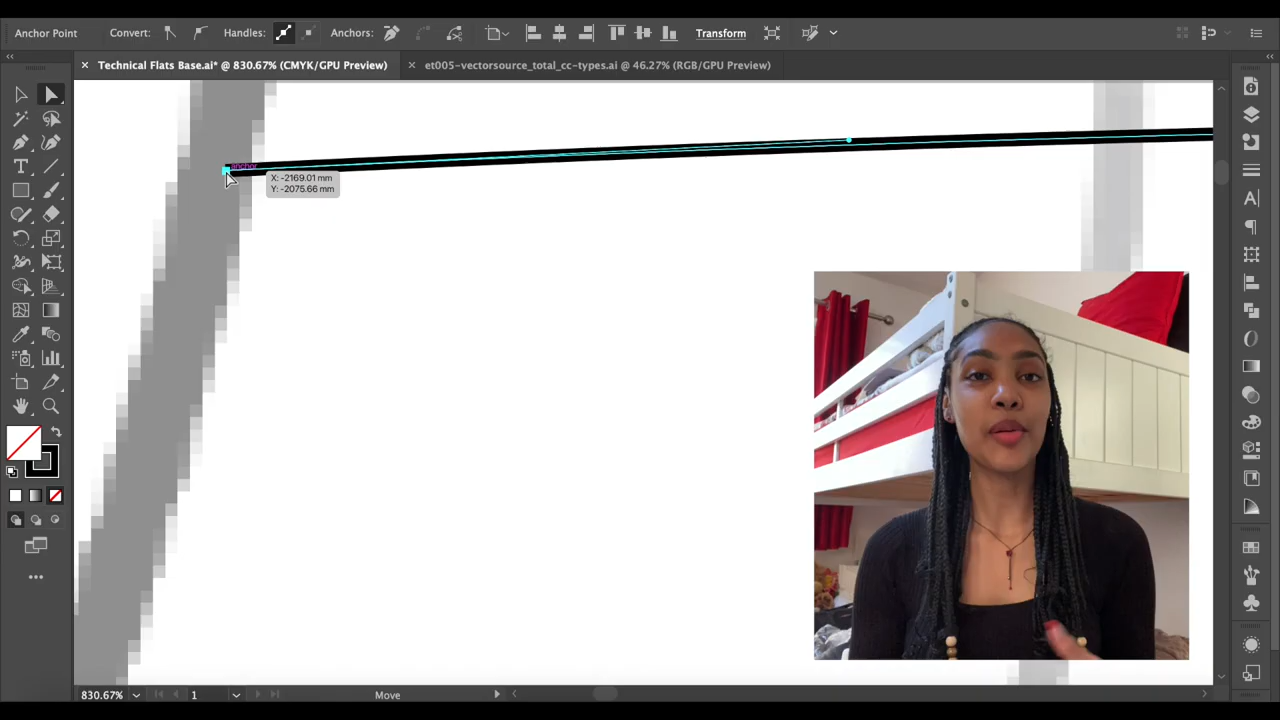 Anchor Point
Convert:
Handles:
Anchors:
Transform
× Technical Flats Base.ai* @ 830.67% (CMYK/GPU Preview)
× et005-vectorsource_total_cc-types.ai @ 46.27% (RGB/GPU Preview)
anchor
X: -2169.01 mm
Y: -2075.66 mm
830.67%
1
Move